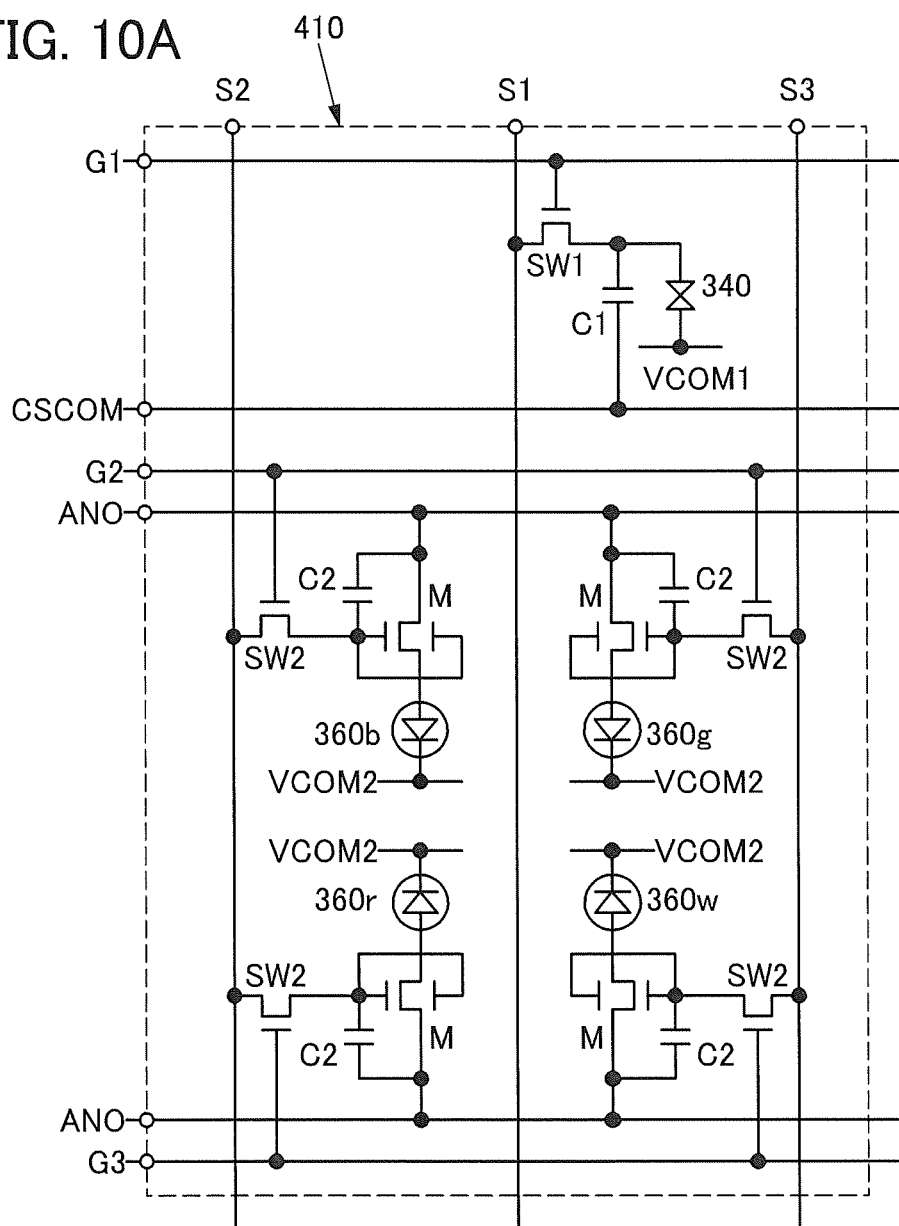 FIG. 10A
410
S2 S1 S3
G1
SW1
340
C1
VCOM1
CSCOM
G2
ANO
C2 M M C2
SW2 SW2
360b 360g
VCOM2 VCOM2
VCOM2 VCOM2
360r 360w
SW2 SW2
C2 M M C2
ANO
G3